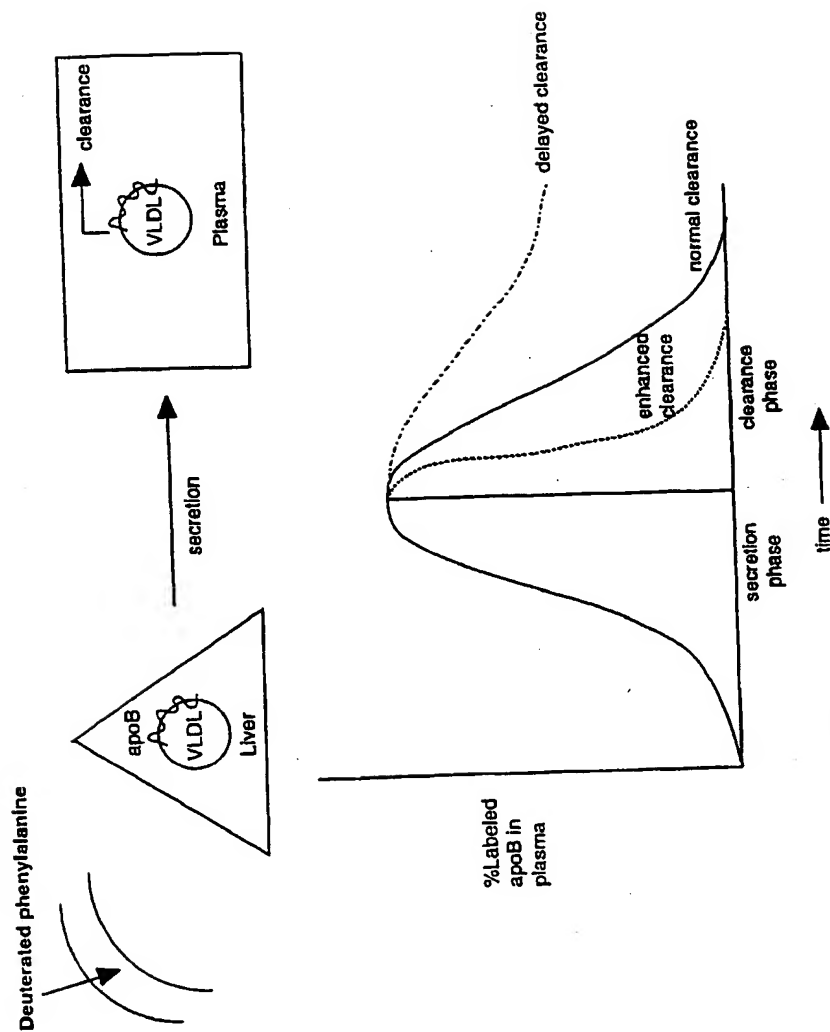 Deuterated phenylalanine
apoB
VLDL
Liver
secretion
clearance
VLDL
Plasma
%Labeled
apoB in
plasma
delayed clearance
enhanced
clearance
normal clearance
secretion
phase
clearance
phase
time